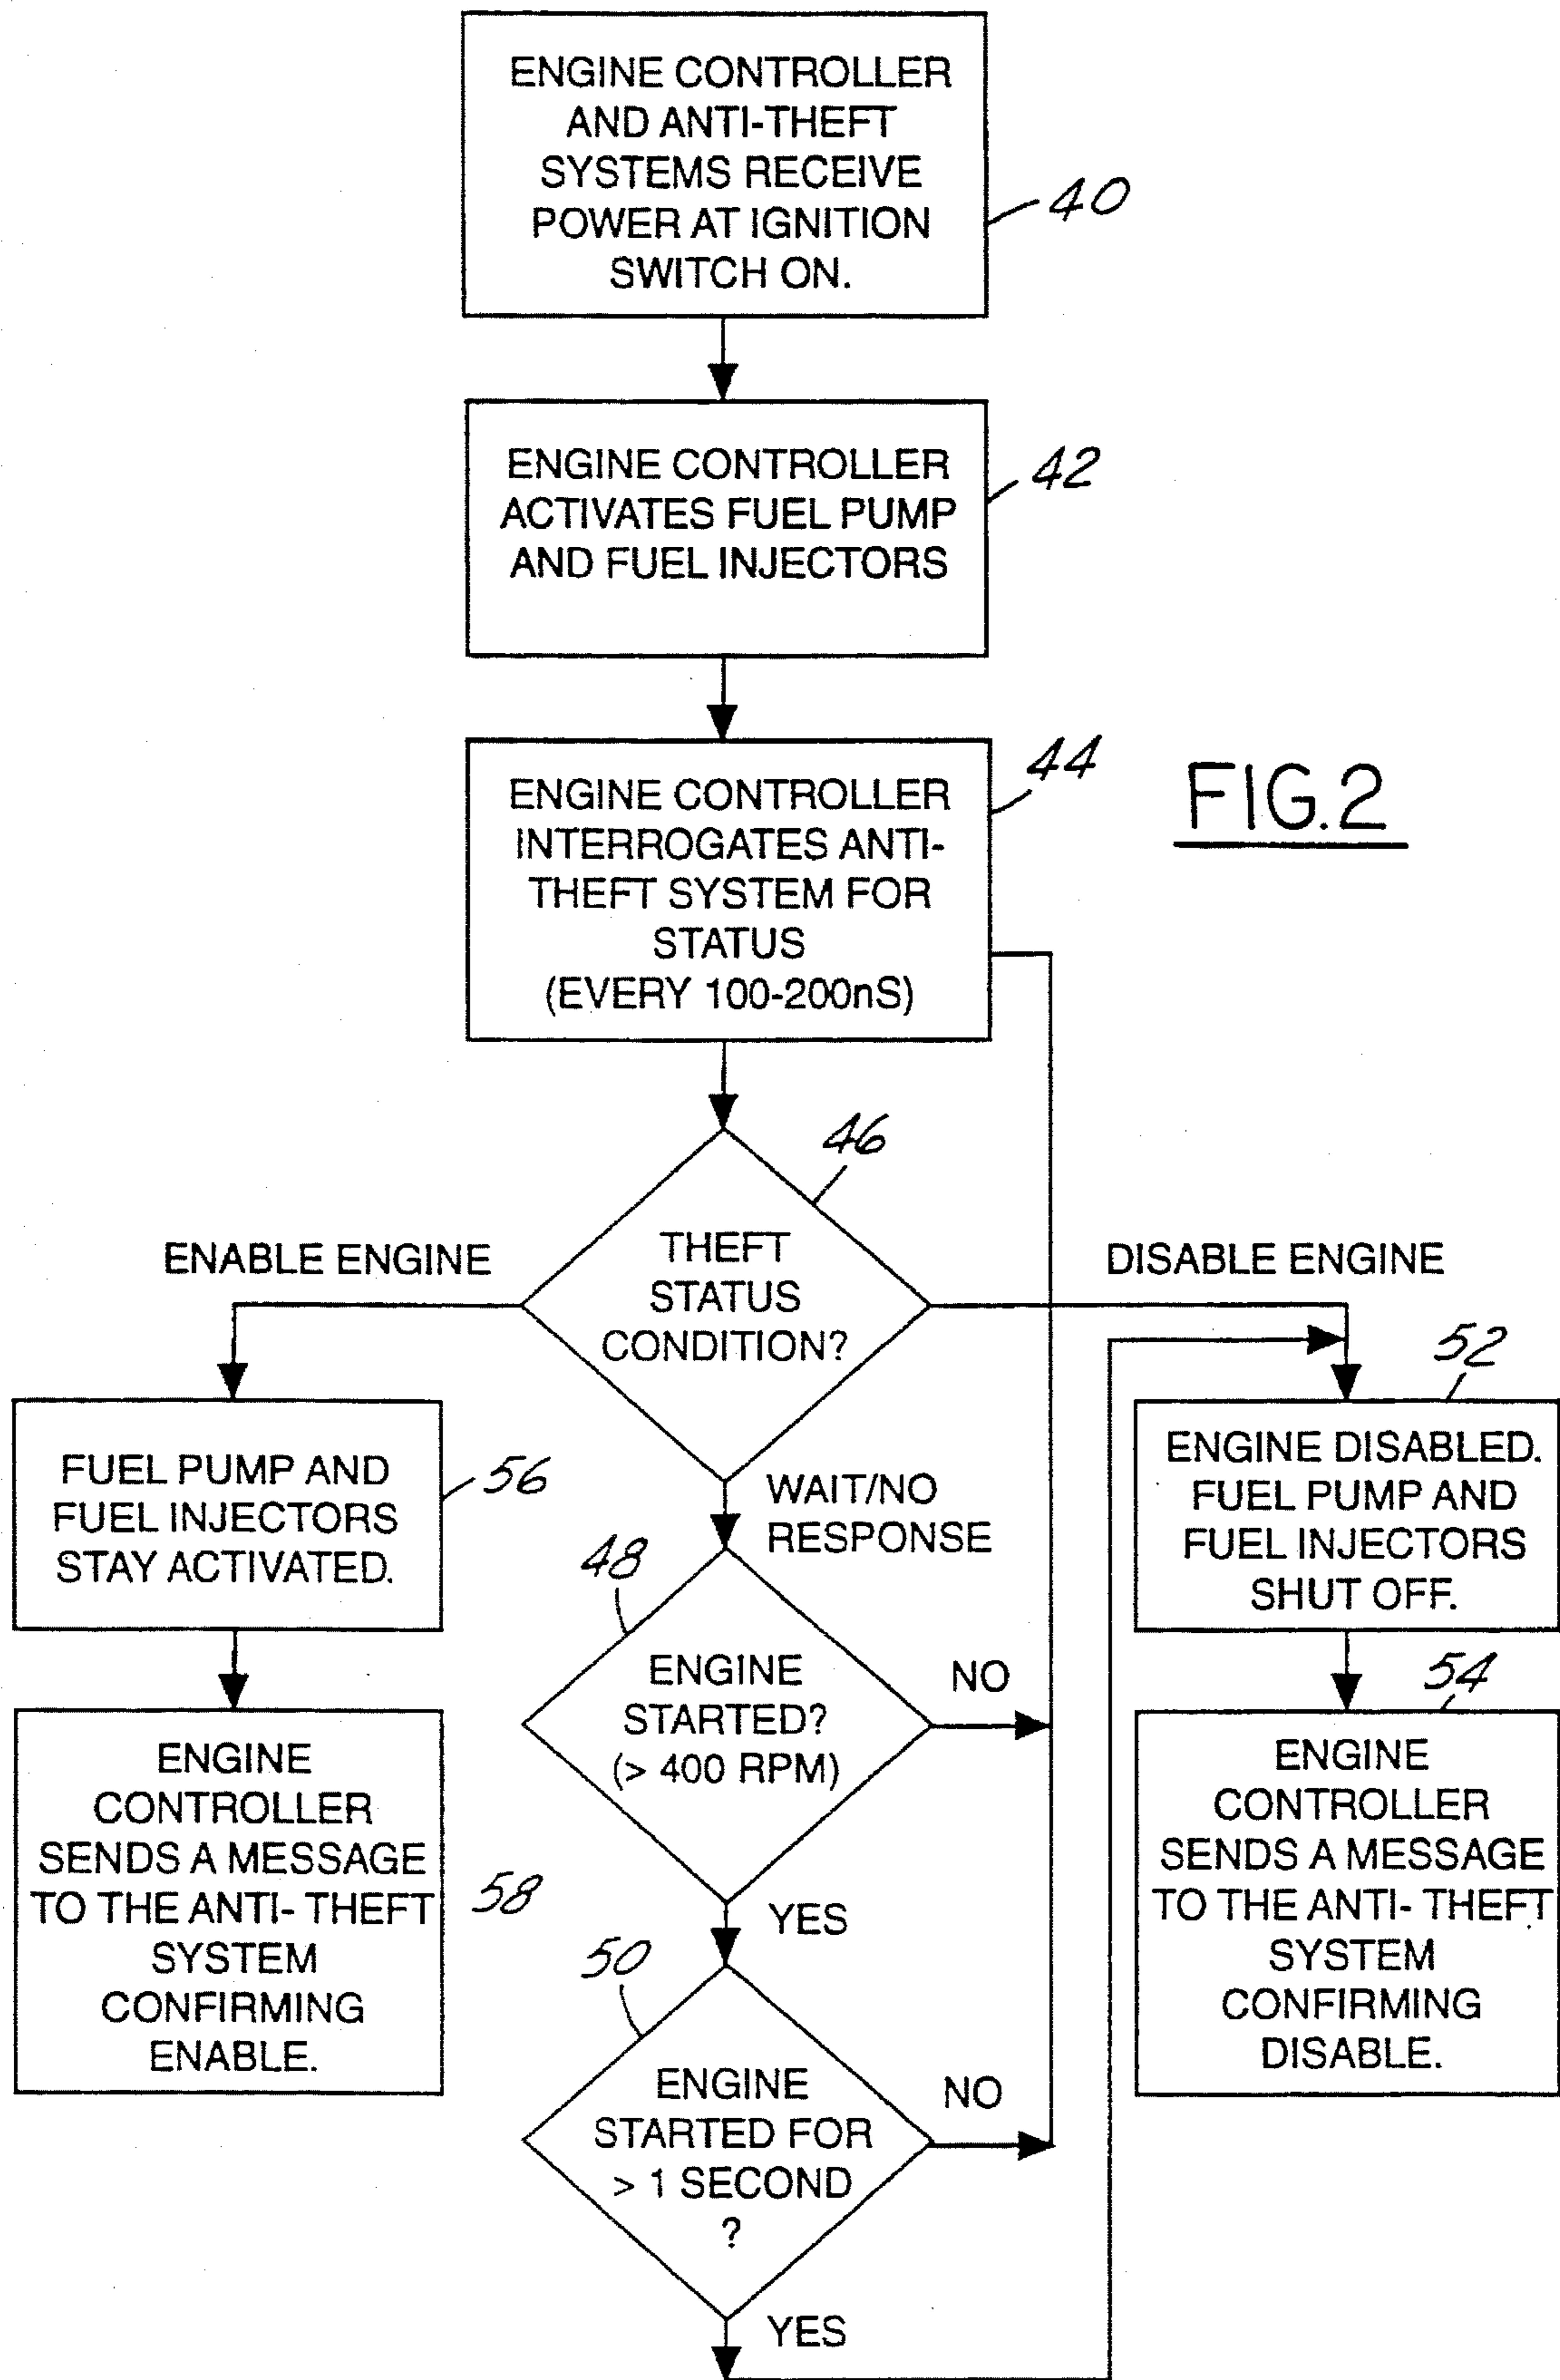 ENGINE CONTROLLER
AND ANTI-THEFT
SYSTEMS RECEIVE
POWER AT IGNITION
SWITCH ON.
40
ENGINE CONTROLLER
ACTIVATES FUEL PUMP
AND FUEL INJECTORS
42
ENGINE CONTROLLER
INTERROGATES ANTI-
THEFT SYSTEM FOR
STATUS
(EVERY 100-200nS)
44
FIG.2
46
THEFT
STATUS
CONDITION?
ENABLE ENGINE
DISABLE ENGINE
FUEL PUMP AND
FUEL INJECTORS
STAY ACTIVATED.
56
WAIT/NO
RESPONSE
52
ENGINE DISABLED.
FUEL PUMP AND
FUEL INJECTORS
SHUT OFF.
48
ENGINE
STARTED?
(> 400 RPM)
NO
YES
ENGINE
CONTROLLER
SENDS A MESSAGE
TO THE ANTI- THEFT
SYSTEM
CONFIRMING
ENABLE.
58
54
ENGINE
CONTROLLER
SENDS A MESSAGE
TO THE ANTI- THEFT
SYSTEM
CONFIRMING
DISABLE.
50
ENGINE
STARTED FOR
> 1 SECOND
?
NO
YES